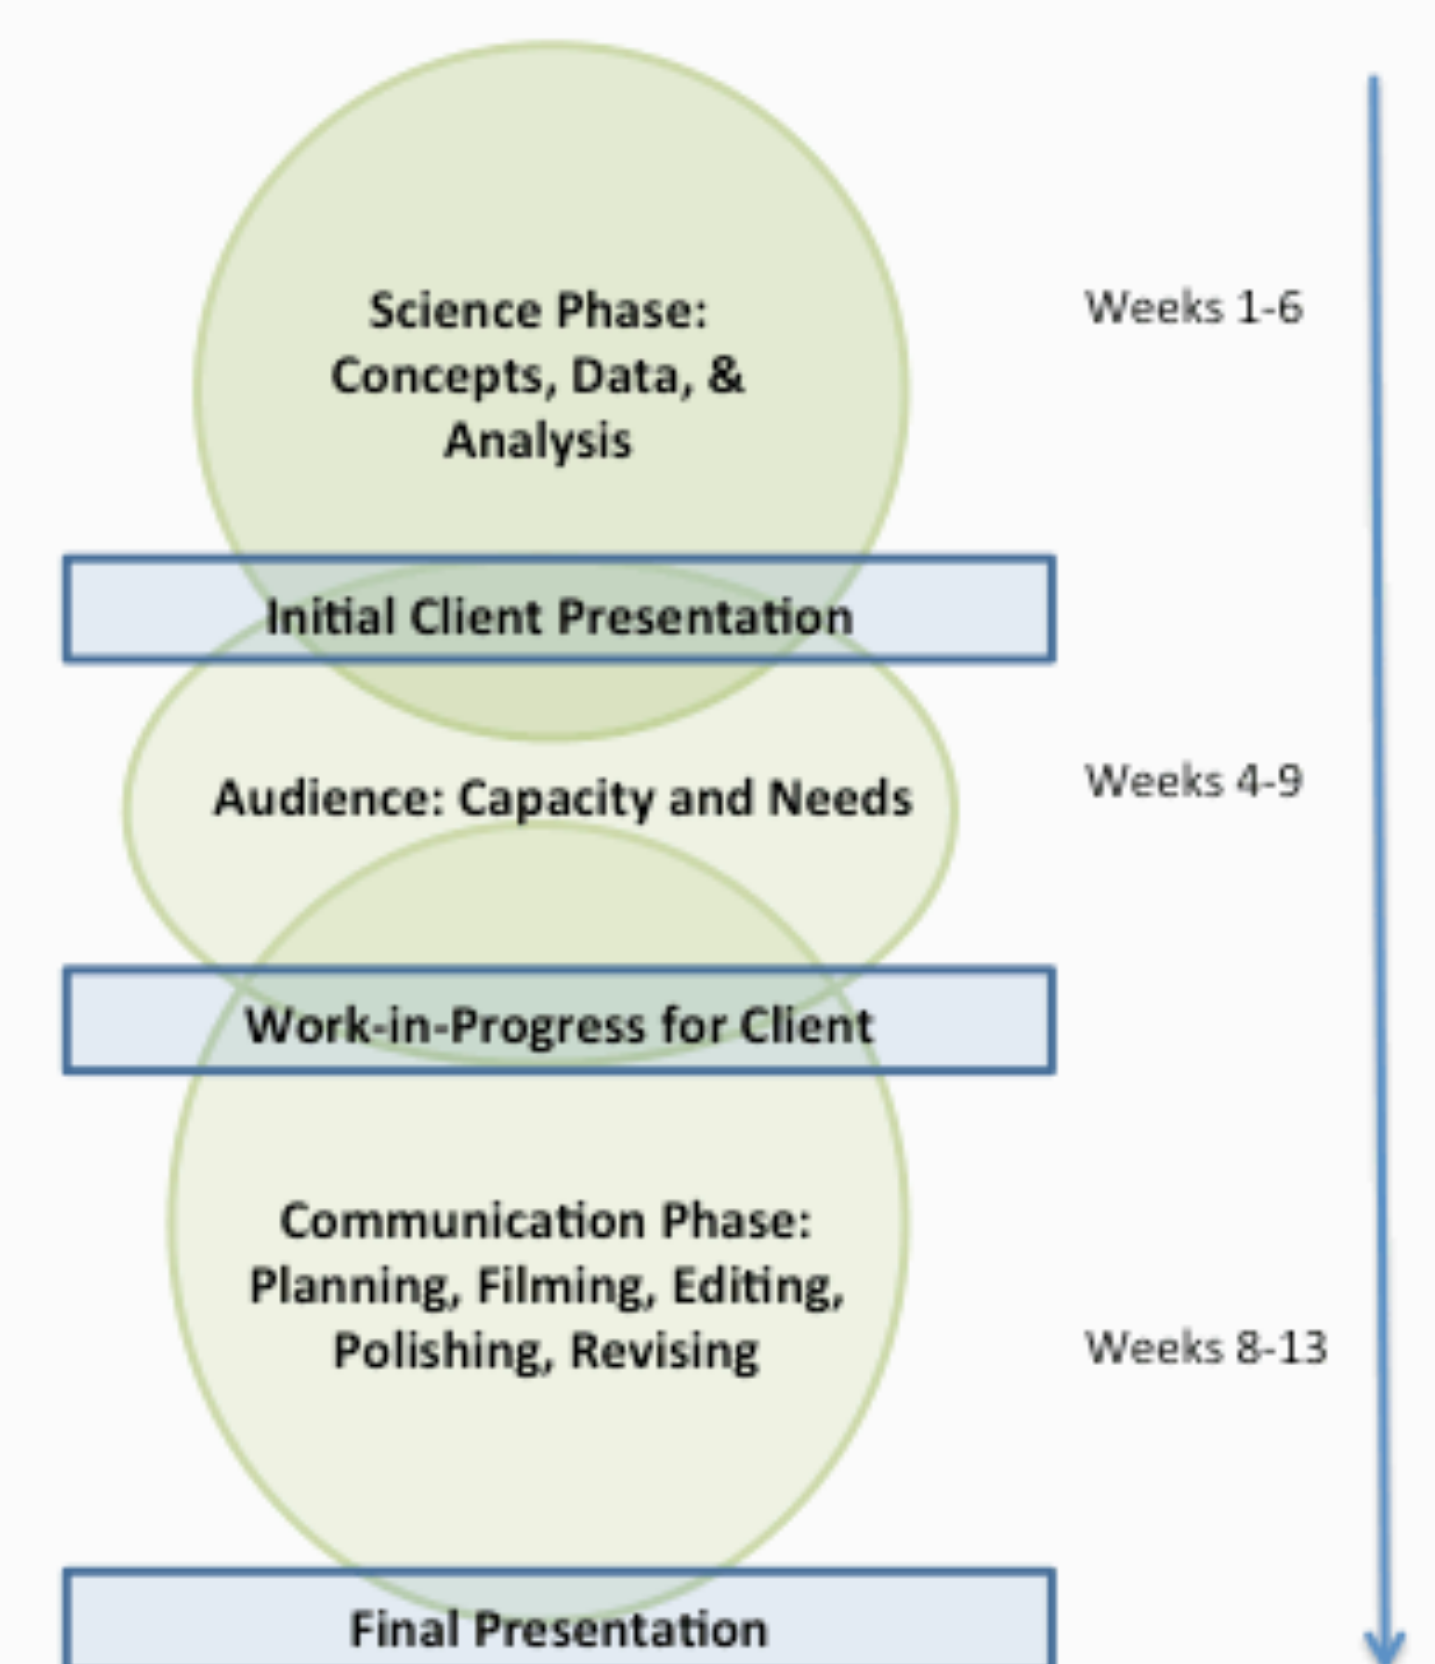 Science Phase:
Concepts, Data, &
Analysis
Weeks 1-6
Initial Client Presentation
Audience: Capacity and Needs
Weeks 4-9
Work-in-Progress for Client
Communication Phase:
Planning, Filming, Editing,
Polishing, Revising
Weeks 8-13
Final Presentation